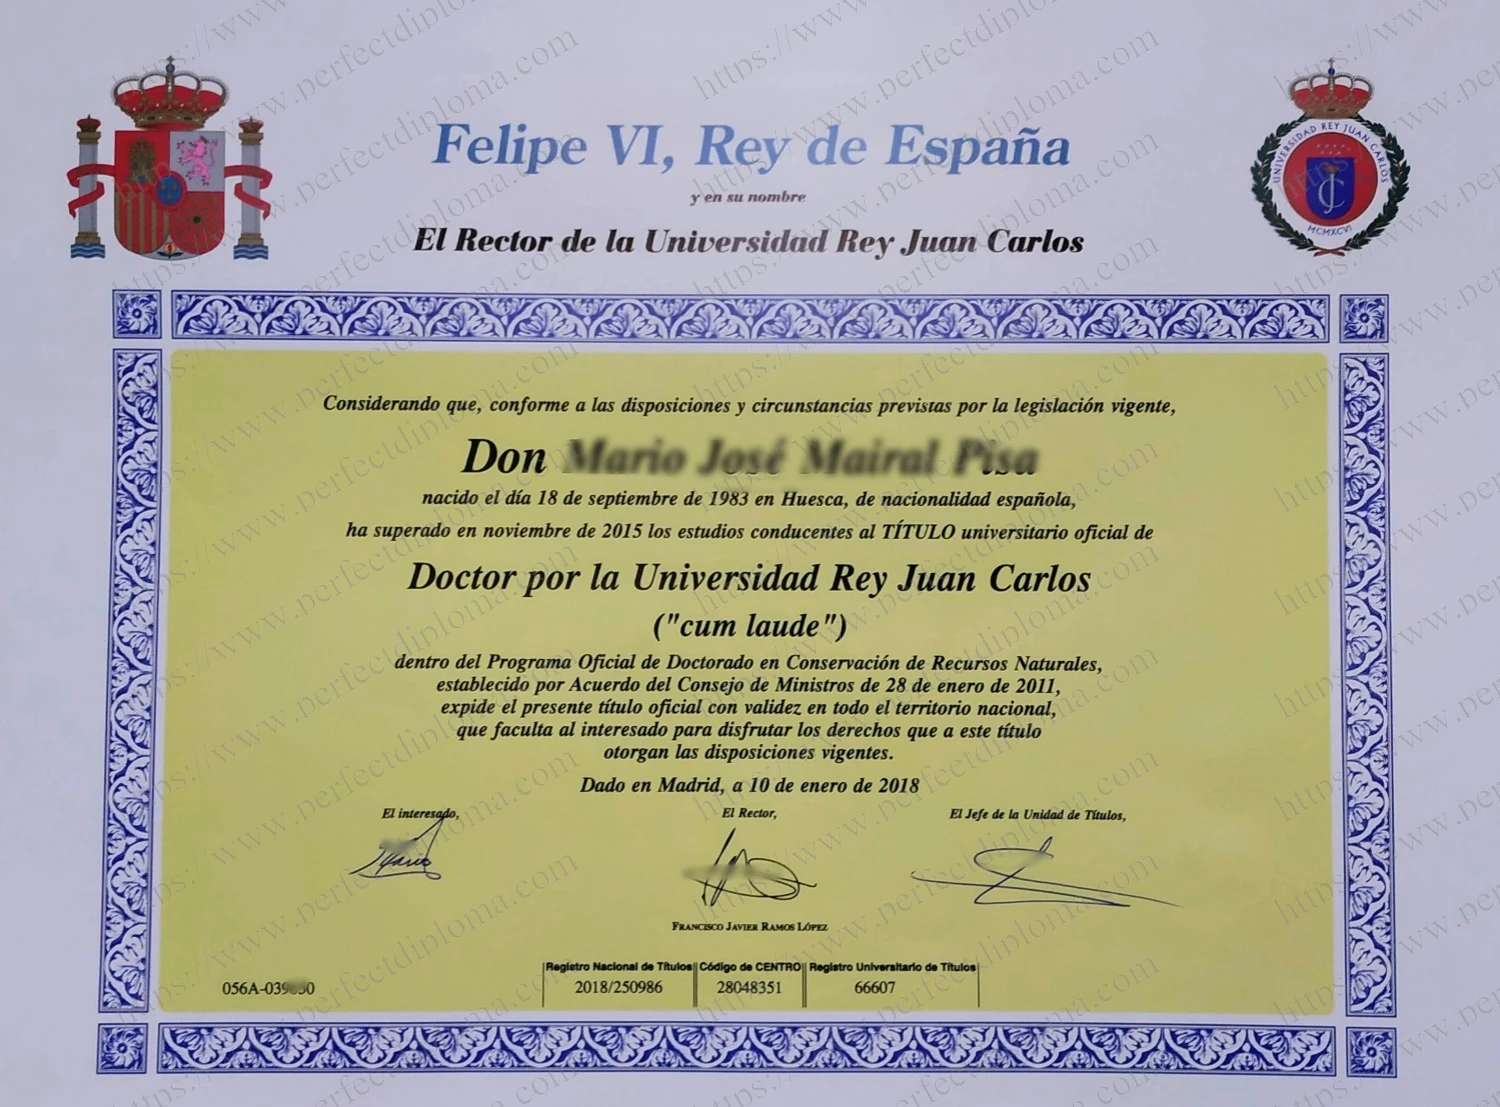 Felipe VI, Rey de España
y en su nombre
El Rector de la Universidad Rey Juan Carlos
UNIVERSIDAD REY JUAN CARLOS
MCMXCVI
Considerando que, conforme a las disposiciones y circunstancias previstas por la legislación vigente,
Don Mario José Mairal Pisa
nacido el día 18 de septiembre de 1983 en Huesca, de nacionalidad española,
ha superado en noviembre de 2015 los estudios conducentes al TÍTULO universitario oficial de
Doctor por la Universidad Rey Juan Carlos
("cum laude")
dentro del Programa Oficial de Doctorado en Conservación de Recursos Naturales,
establecido por Acuerdo del Consejo de Ministros de 28 de enero de 2011,
expide el presente título oficial con validez en todo el territorio nacional,
que faculta al interesado para disfrutar los derechos que a este título
otorgan las disposiciones vigentes.
Dado en Madrid, a 10 de enero de 2018
El interesado, El Rector, El Jefe de la Unidad de Títulos,
FRANCISCO JAVIER RAMOS LÓPEZ
Registro Nacional de Títulos Código de CENTRO Registro Universitario de Títulos
2018/250986 28048351 66607
https://www.perfectdiploma.com